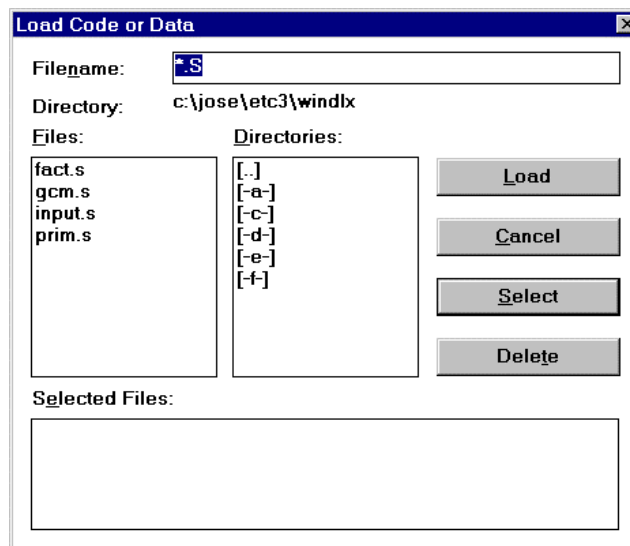 Load Code or Data
Filename: *.S
Directory: c:\jose\etc3\windlx
Files: Directories:
fact.s [..]
gcm.s [-a-]
input.s [-c-]
prim.s [-d-]
[-e-]
[-f-]
Load
Cancel
Select
Delete
Selected Files: